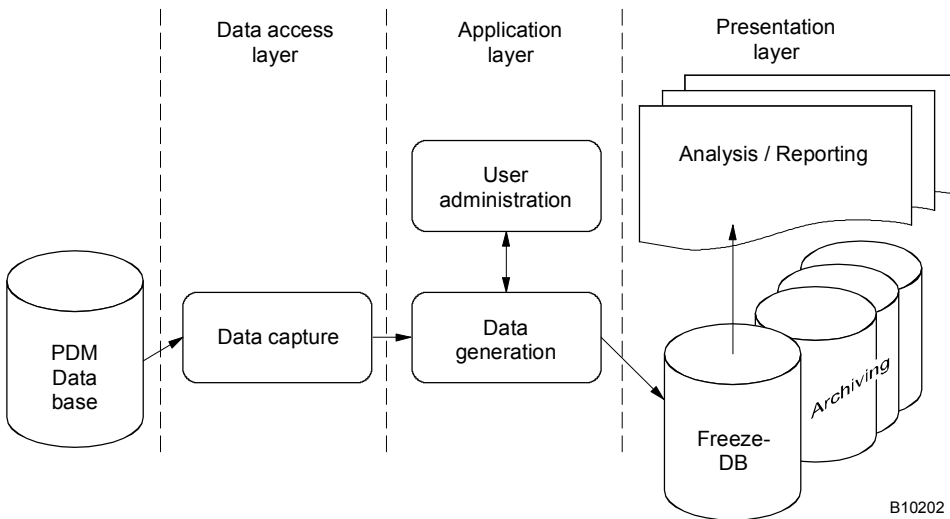 Data access
layer
Application
layer
Presentation
layer
Analysis / Reporting
User
administration
PDM
Data
base
Data capture
Data
generation
Freeze-
DB
Archiving
B10202